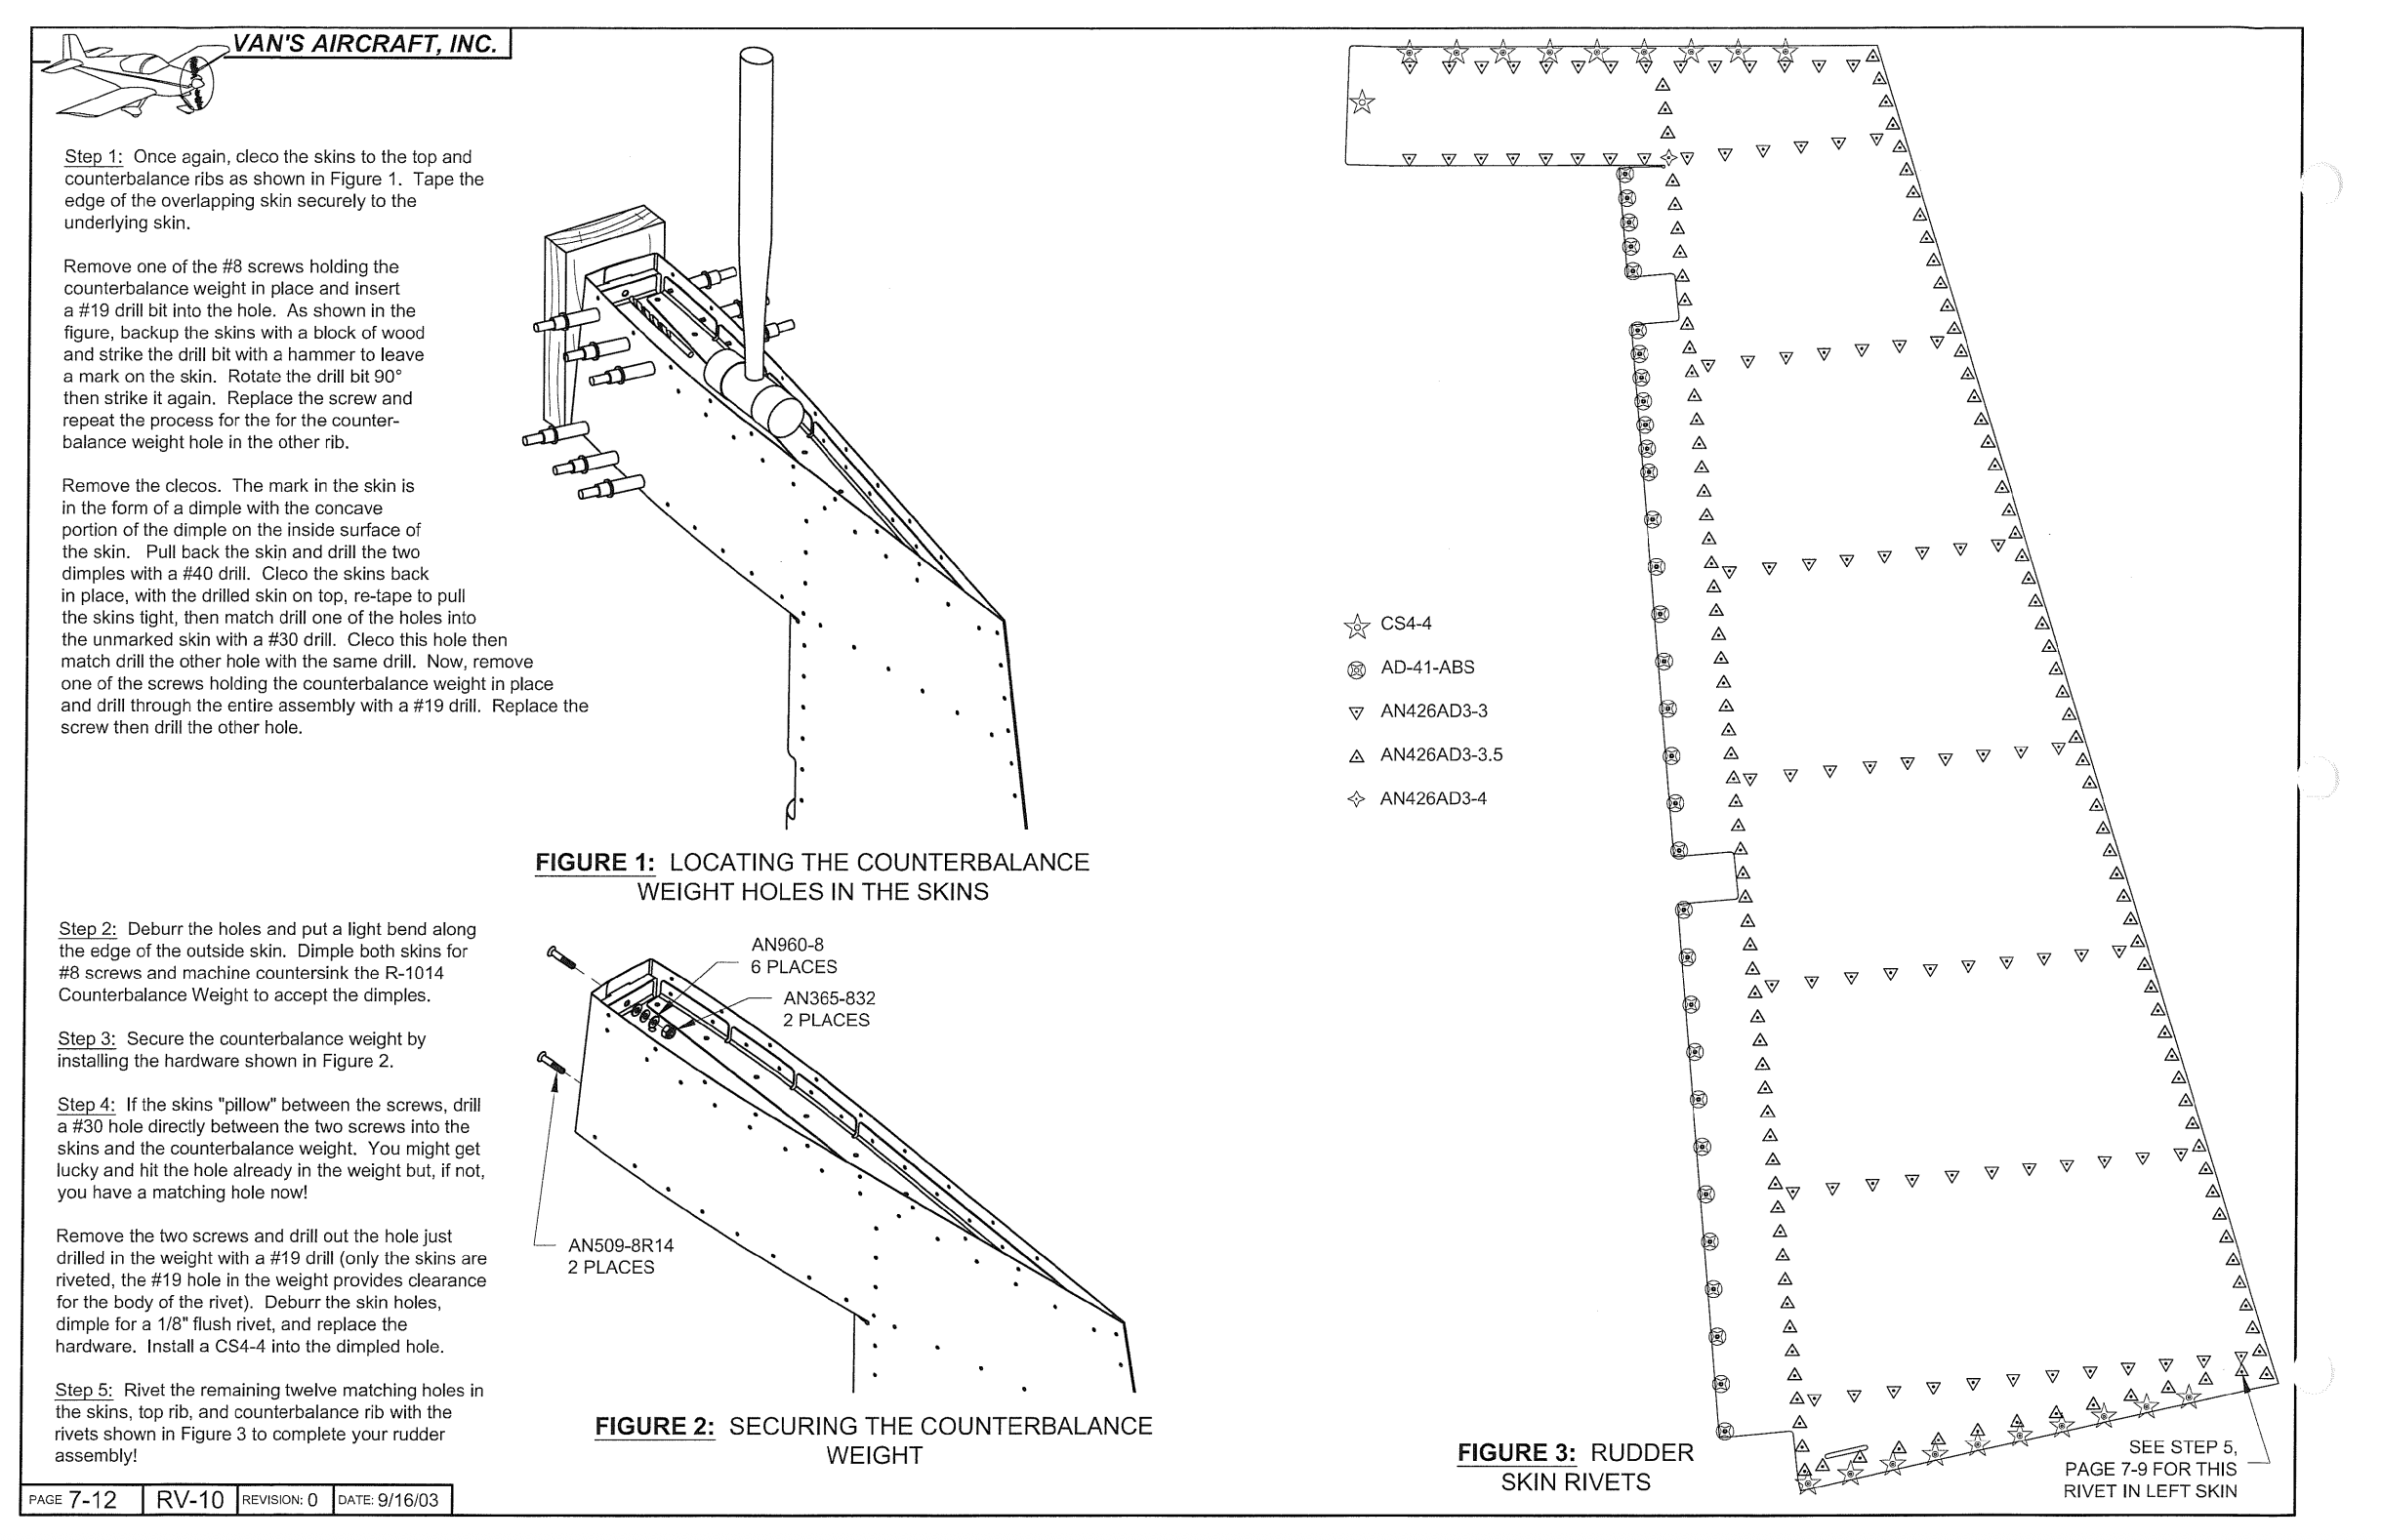 VAN'S AIRCRAFT, INC.
Step 1: Once again, cleco the skins to the top and
counterbalance ribs as shown in Figure 1. Tape the
edge of the overlapping skin securely to the
underlying skin.
Remove one of the #8 screws holding the
counterbalance weight in place and insert
a #19 drill bit into the hole. As shown in the
figure, backup the skins with a block of wood
and strike the drill bit with a hammer to leave
a mark on the skin. Rotate the drill bit 90°
then strike it again. Replace the screw and
repeat the process for the for the counter-
balance weight hole in the other rib.
Remove the clecos. The mark in the skin is
in the form of a dimple with the concave
portion of the dimple on the inside surface of
the skin. Pull back the skin and drill the two
dimples with a #40 drill. Cleco the skins back
in place, with the drilled skin on top, re-tape to pull
the skins tight, then match drill one of the holes into
the unmarked skin with a #30 drill. Cleco this hole then
match drill the other hole with the same drill. Now, remove
one of the screws holding the counterbalance weight in place
and drill through the entire assembly with a #19 drill. Replace the
screw then drill the other hole.
FIGURE 1: LOCATING THE COUNTERBALANCE
WEIGHT HOLES IN THE SKINS
Step 2: Deburr the holes and put a light bend along
the edge of the outside skin. Dimple both skins for
#8 screws and machine countersink the R-1014
Counterbalance Weight to accept the dimples.
Step 3: Secure the counterbalance weight by
installing the hardware shown in Figure 2.
Step 4: If the skins "pillow" between the screws, drill
a #30 hole directly between the two screws into the
skins and the counterbalance weight. You might get
lucky and hit the hole already in the weight but, if not,
you have a matching hole now!
Remove the two screws and drill out the hole just
drilled in the weight with a #19 drill (only the skins are
riveted, the #19 hole in the weight provides clearance
for the body of the rivet). Deburr the skin holes,
dimple for a 1/8" flush rivet, and replace the
hardware. Install a CS4-4 into the dimpled hole.
Step 5: Rivet the remaining twelve matching holes in
the skins, top rib, and counterbalance rib with the
rivets shown in Figure 3 to complete your rudder
assembly!
AN960-8
6 PLACES
AN365-832
2 PLACES
AN509-8R14
2 PLACES
FIGURE 2: SECURING THE COUNTERBALANCE
WEIGHT
CS4-4
AD-41-ABS
AN426AD3-3
AN426AD3-3.5
AN426AD3-4
FIGURE 3: RUDDER
SKIN RIVETS
SEE STEP 5,
PAGE 7-9 FOR THIS
RIVET IN LEFT SKIN
PAGE 7-12
RV-10
REVISION: 0
DATE: 9/16/03